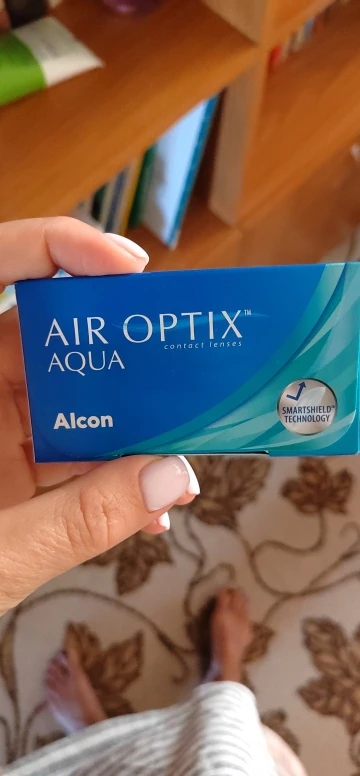 AIR OPTIX™
contact lenses
AQUA
Alcon
SMARTSHIELD™
TECHNOLOGY